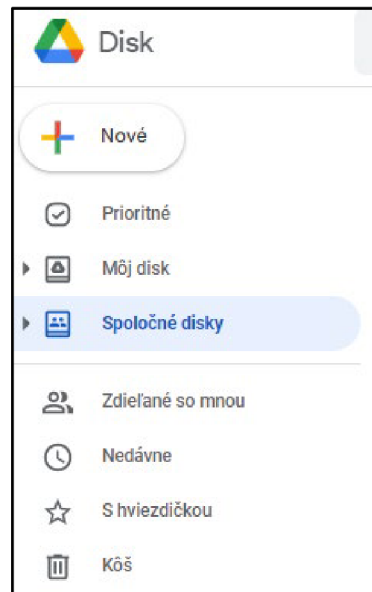 Disk
Nové
Prioritné
Môj disk
Spoločné disky
Zdieľané so mnou
Nedávne
S hviezdičkou
Kôš